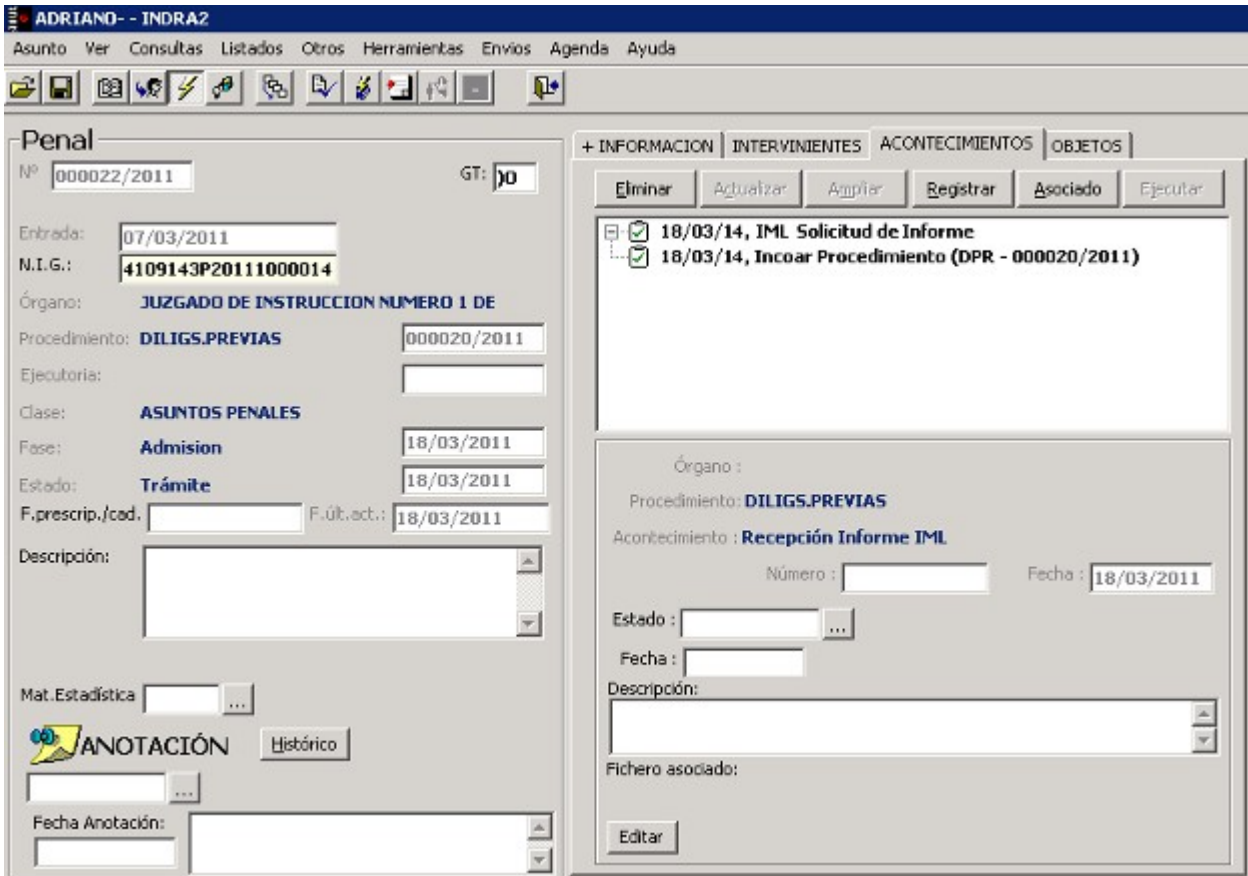 ADRIANO- - INDRA2
Asunto Ver Consultas Listados Otros Herramientas Envios Agenda Ayuda
Penal
Nº 000022/2011 GT:
Entrada: 07/03/2011
N.I.G.: 4109143P20111000014
Órgano: JUZGADO DE INSTRUCCION NUMERO 1 DE
Procedimiento: DILIGS.PREVIAS 000020/2011
Ejecutoria:
Clase: ASUNTOS PENALES
Fase: Admision 18/03/2011
Estado: Trámite 18/03/2011
F.prescrip./cad. F.últ.act.: 18/03/2011
Descripción:
Mat.Estadística ...
ANOTACIÓN Histórico
...
Fecha Anotación:
+ INFORMACION INTERVINIENTES ACONTECIMIENTOS OBJETOS
Eliminar Actualizar Ampliar Registrar Asociado Ejecutar
18/03/14, IML Solicitud de Informe
18/03/14, Incoar Procedimiento (DPR - 000020/2011)
Órgano :
Procedimiento: DILIGS.PREVIAS
Acontecimiento : Recepción Informe IML
Número : Fecha : 18/03/2011
Estado : ...
Fecha :
Descripción:
Fichero asociado:
Editar